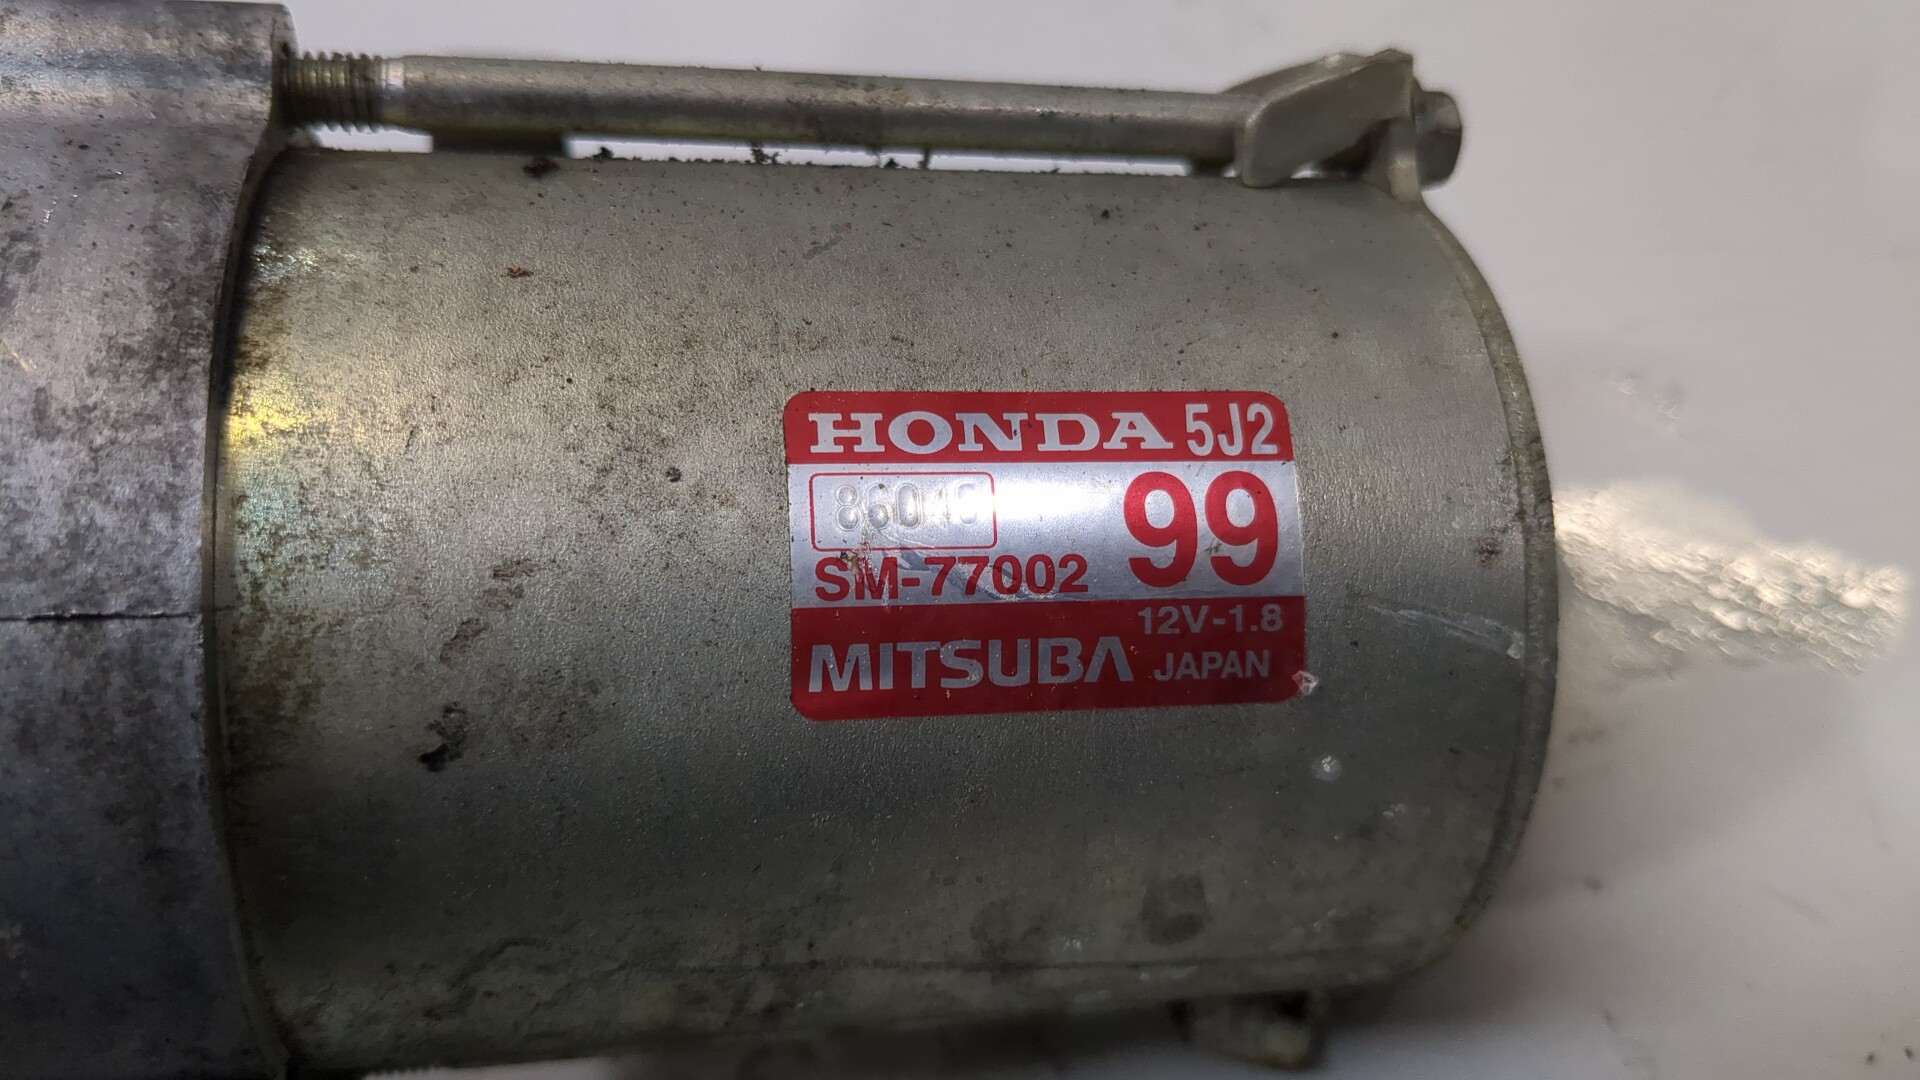 HONDA 5J2
99
SM-77002
12V-1.8
MITSUBA JAPAN